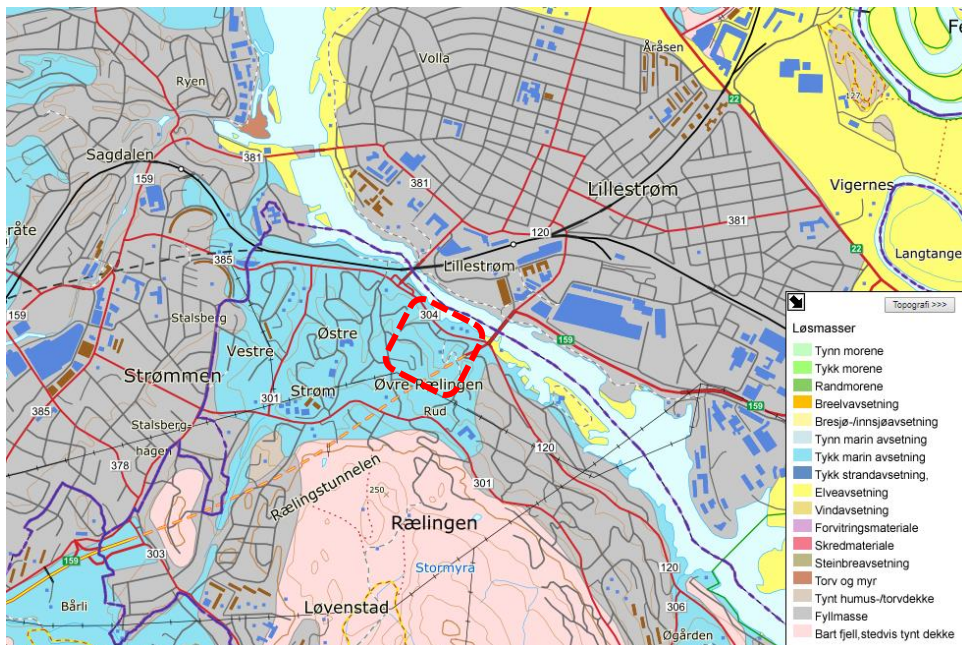 Fe
Åråsen
Volla
Ryen
127
22
381
Sagdalen
159
381
Vigernes
Lillestrøm
råte
120
381
385
Lillestrøm
22
Langtange
304
159
Stalsberg
Østre
Vestre
Strømmen
159
Øvre Rælingen
Strøm
385
301
Rud
159
Stalsberg-
hagen
120
378
301
Rælingstunnelen
250
Rælingen
303
159
Stormyra
120
Bårli
Løvenstad
306
Øgården
Topografi >>>
Løsmasser
Tynn morene
Tykk morene
Randmorene
Breelvavsetning
Bresjø-/innsjøavsetning
Tynn marin avsetning
Tykk marin avsetning
Tykk strandavsetning,
Elveavsetning
Vindavsetning
Forvitringsmateriale
Skredmateriale
Steinbreavsetning
Torv og myr
Tynt humus-/torvdekke
Fyllmasse
Bart fjell,stedvis tynt dekke